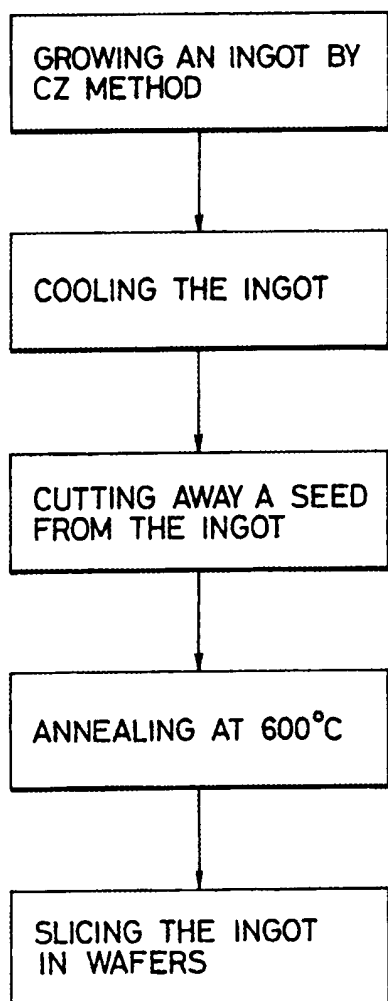 GROWING AN INGOT BY
CZ METHOD
COOLING THE INGOT
CUTTING AWAY A SEED
FROM THE INGOT
ANNEALING AT 600°C
SLICING THE INGOT
IN WAFERS